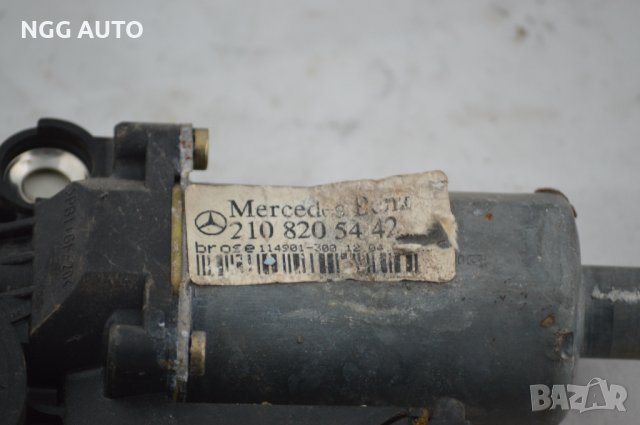 NGG AUTO
Mercedes Benz
210 820 54 42
brose 114901-300 12 04
BAZAR